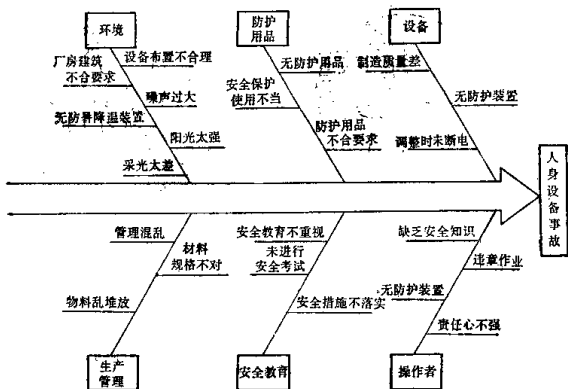 环境
防护
用品
设备
厂房建筑
不合要求
设备布置不合理
噪声过大
无防暑降温装置
阳光太强
采光太差
无防护用品
安全保护
使用不当
防护用品
不合要求
制造质量差
无防护装置
调整时未断电
人身设备事故
管理混乱
材料
规格不对
物料乱堆放
安全教育不重视
未进行
安全考试
安全措施不落实
缺乏安全知识
违章作业
无防护装置
责任心不强
生产
管理
安全教育
操作者